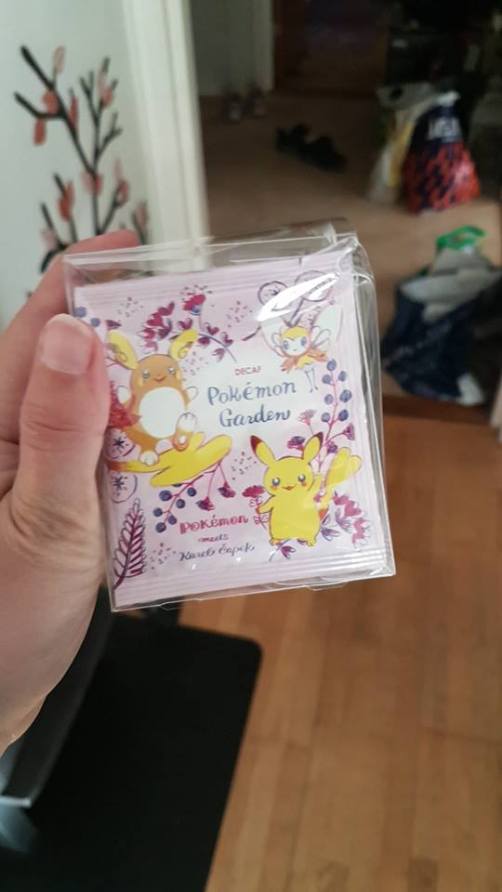 DECAF
Pokémon
Garden
Pokémon
meets
Karel Čapek